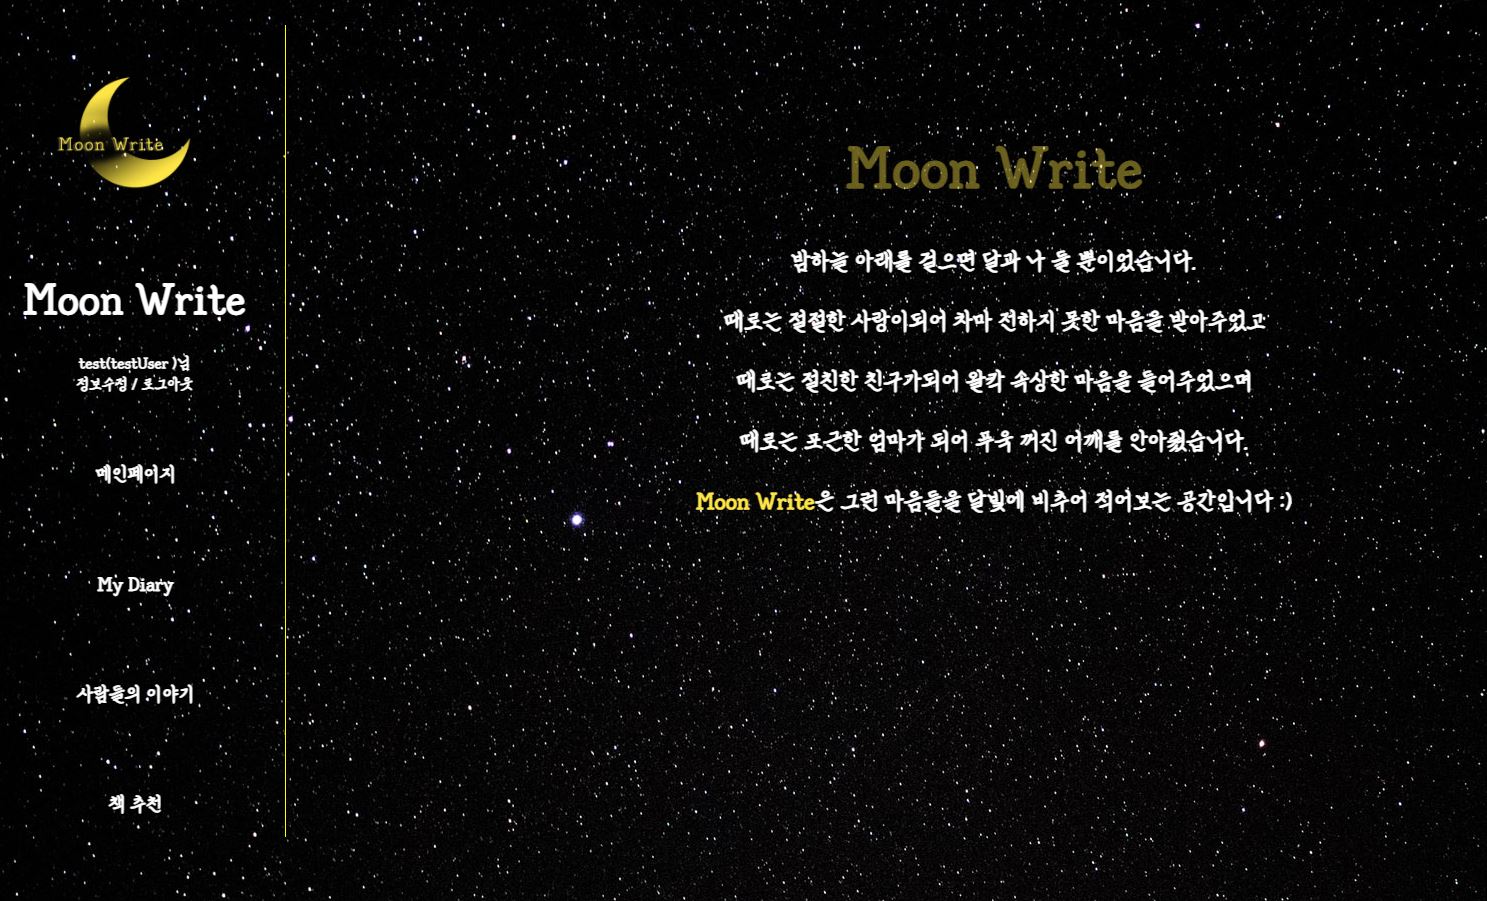 Moon Write
Moon Write
test(testUser )님
정보수정 / 로그아웃
메인페이지
My Diary
사람들의 이야기
책 추천
Moon Write
밤하늘 아래를 걸으면 달과 나 둘 뿐이었습니다.
때로는 절절한 사랑이되어 차마 전하지 못한 마음을 받아주었고
때로는 절친한 친구가되어 왈칵 속상한 마음을 들어주었으며
때로는 포근한 엄마가 되어 푸욱 꺼진 어깨를 안아줬습니다.
Moon Write은 그런 마음들을 달빛에 비추어 적어보는 공간입니다 :)